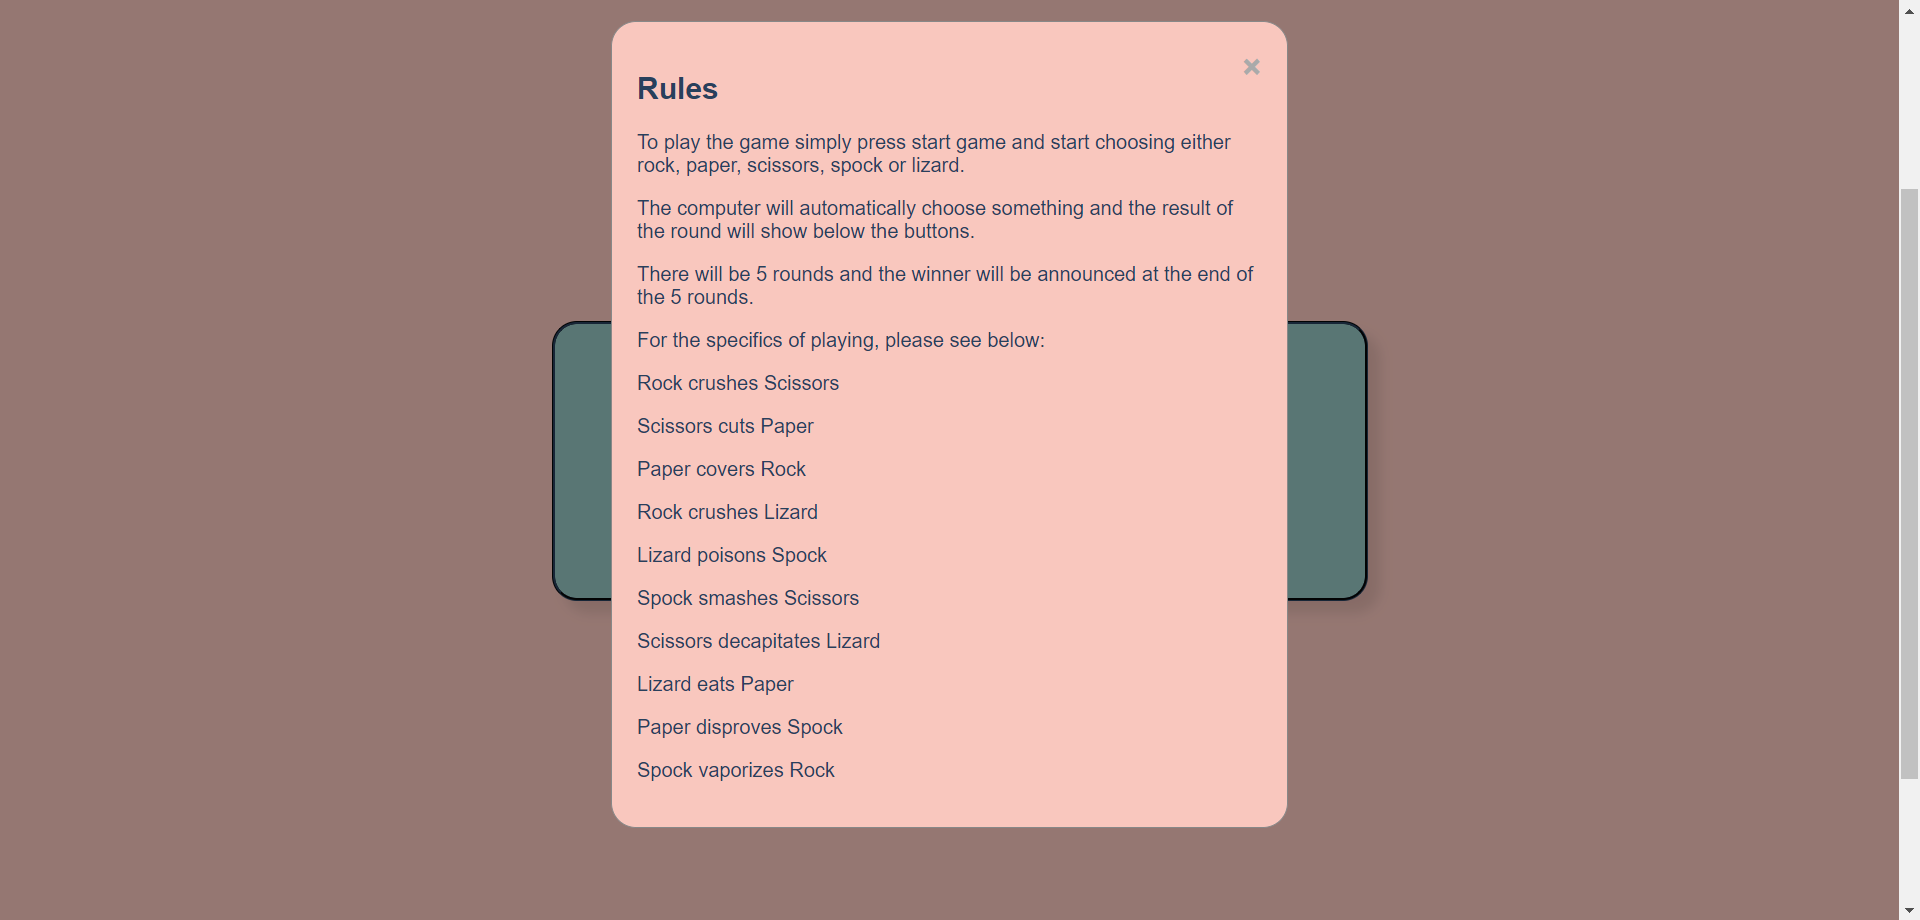 Rules
To play the game simply press start game and start choosing either
rock, paper, scissors, spock or lizard.
The computer will automatically choose something and the result of
the round will show below the buttons.
There will be 5 rounds and the winner will be announced at the end of
the 5 rounds.
For the specifics of playing, please see below:
Rock crushes Scissors
Scissors cuts Paper
Paper covers Rock
Rock crushes Lizard
Lizard poisons Spock
Spock smashes Scissors
Scissors decapitates Lizard
Lizard eats Paper
Paper disproves Spock
Spock vaporizes Rock